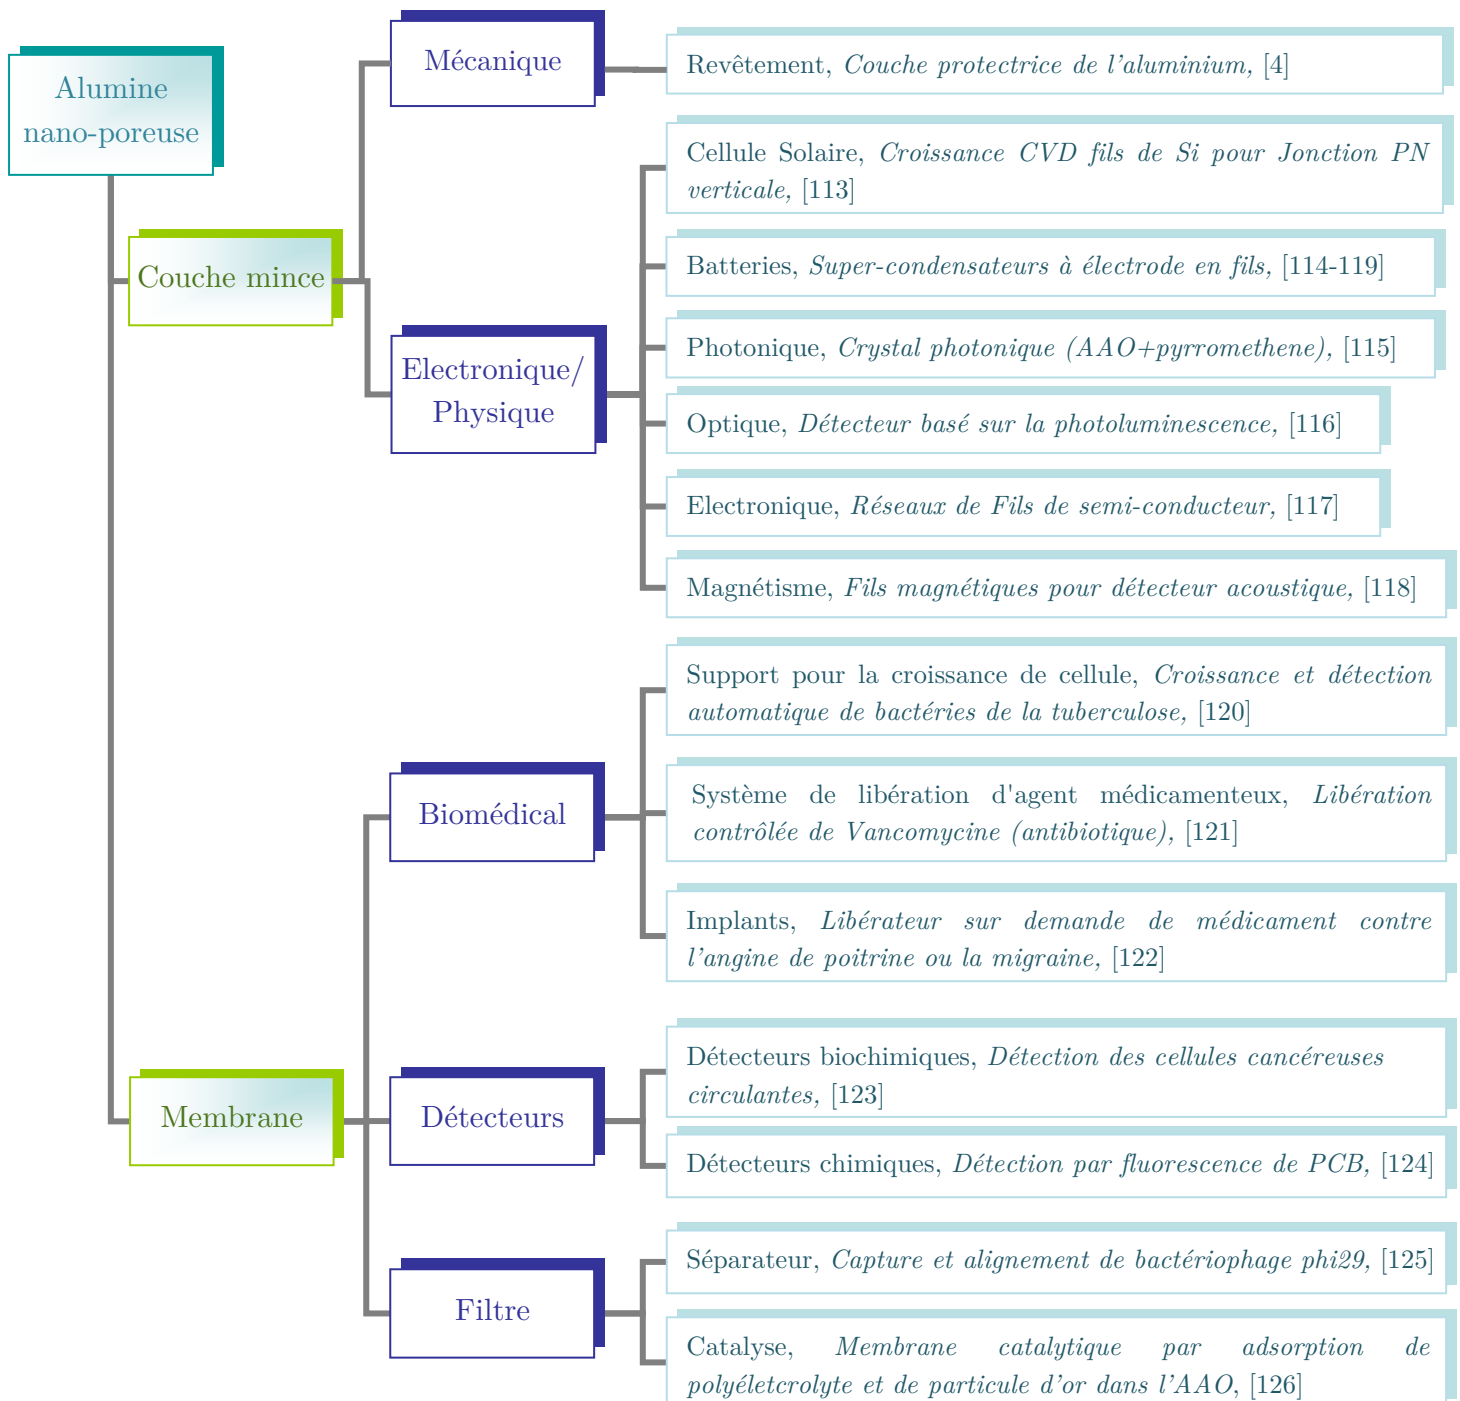 Alumine
nano-poreuse
Couche mince
Mécanique
Revêtement, Couche protectrice de l'aluminium, [4]
Electronique/
Physique
Cellule Solaire, Croissance CVD fils de Si pour Jonction PN
verticale, [113]
Batteries, Super-condensateurs à électrode en fils, [114-119]
Photonique, Crystal photonique (AAO+pyrromethene), [115]
Optique, Détecteur basé sur la photoluminescence, [116]
Electronique, Réseaux de Fils de semi-conducteur, [117]
Magnétisme, Fils magnétiques pour détecteur acoustique, [118]
Membrane
Biomédical
Support pour la croissance de cellule, Croissance et détection
automatique de bactéries de la tuberculose, [120]
Système de libération d'agent médicamenteux, Libération
contrôlée de Vancomycine (antibiotique), [121]
Implants, Libérateur sur demande de médicament contre
l'angine de poitrine ou la migraine, [122]
Détecteurs
Détecteurs biochimiques, Détection des cellules cancéreuses
circulantes, [123]
Détecteurs chimiques, Détection par fluorescence de PCB, [124]
Filtre
Séparateur, Capture et alignement de bactériophage phi29, [125]
Catalyse, Membrane catalytique par adsorption de
polyéletcrolyte et de particule d'or dans l'AAO, [126]